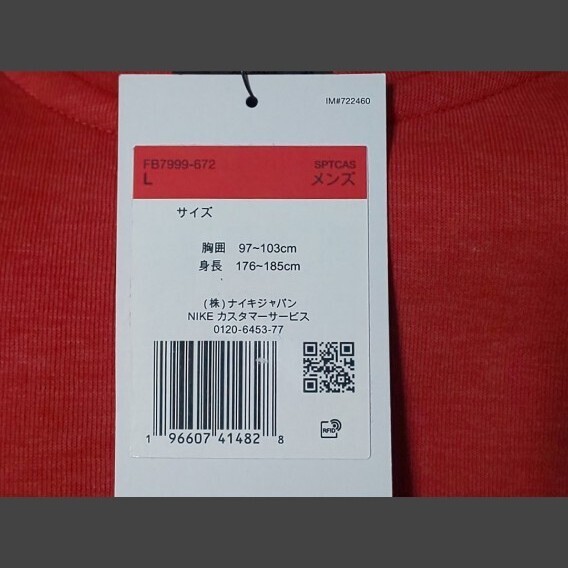 IM#722460
FB7999-672 SPTCAS
L メンズ
サイズ
胸囲 97~103cm
身長 176~185cm
(株)ナイキジャパン
NIKE カスタマーサービス
0120-6453-77
1 96607 41482 8
RFID